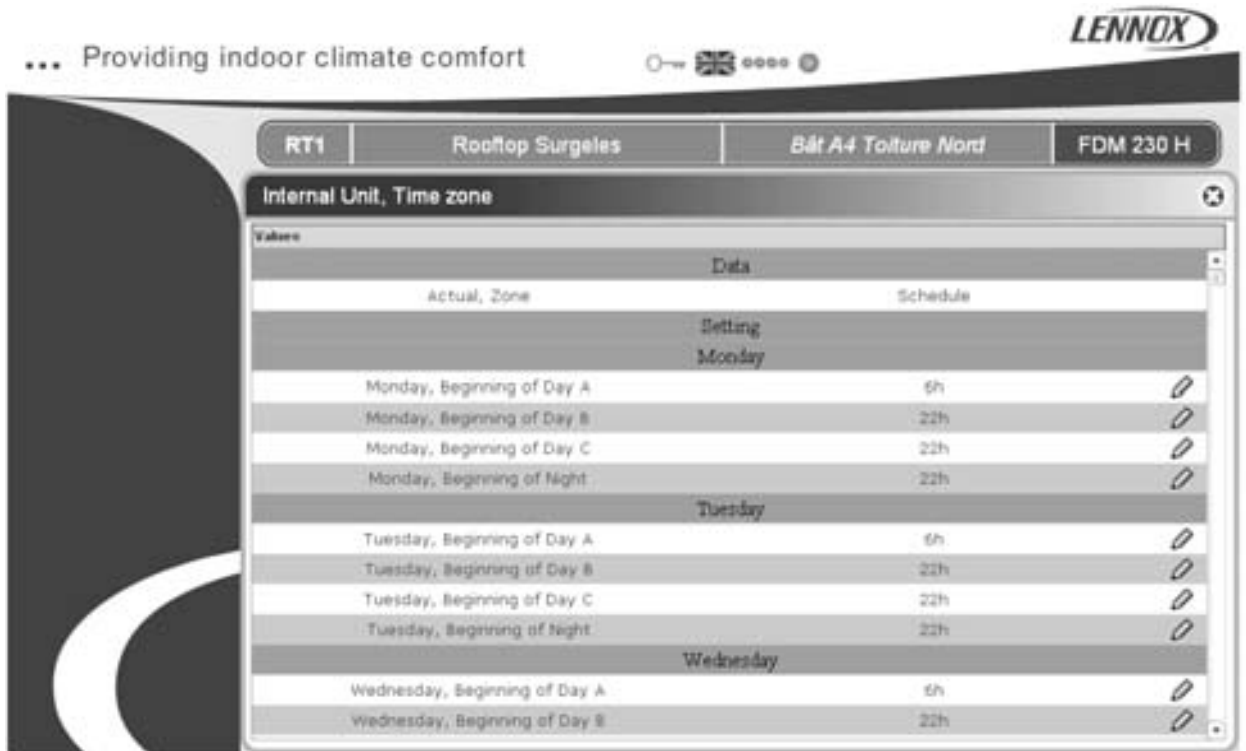 LENNOX
... Providing indoor climate comfort
RT1 Rooftop Surgeles Bât A4 Toiture Nord FDM 230 H
Internal Unit, Time zone
Values
Data
Actual, Zone Schedule
Setting
Monday
Monday, Beginning of Day A 6h
Monday, Beginning of Day B 22h
Monday, Beginning of Day C 22h
Monday, Beginning of Night 22h
Tuesday
Tuesday, Beginning of Day A 6h
Tuesday, Beginning of Day B 22h
Tuesday, Beginning of Day C 22h
Tuesday, Beginning of Night 22h
Wednesday
Wednesday, Beginning of Day A 6h
Wednesday, Beginning of Day B 22h